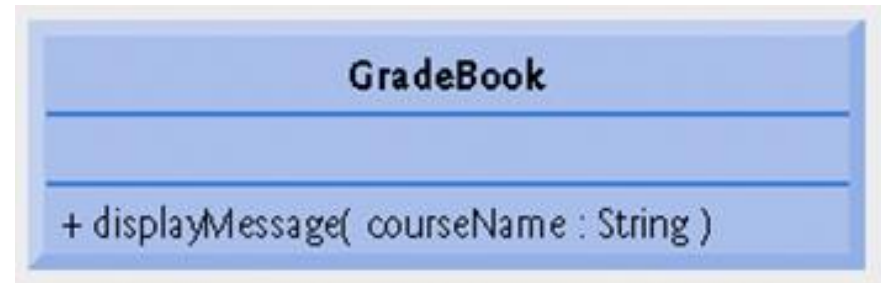 GradeBook
+ displayMessage( courseName : String )